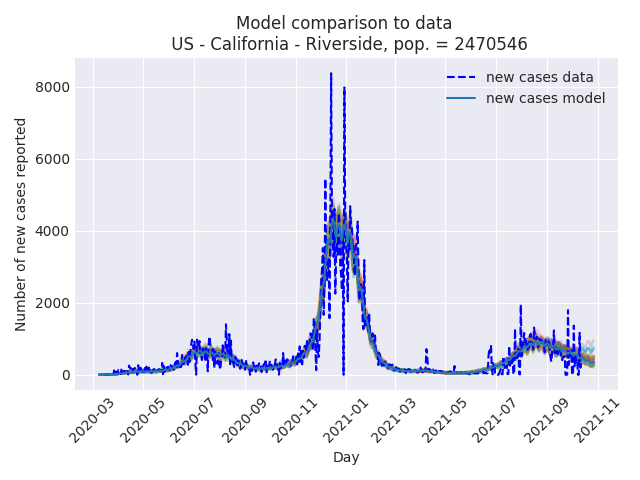 Model comparison to data
US - California - Riverside, pop. = 2470546
new cases data
new cases model
Number of new cases reported
8000
6000
4000
2000
0
2020-03
2020-05
2020-07
2020-09
2020-11
2021-01
2021-03
2021-05
2021-07
2021-09
2021-11
Day